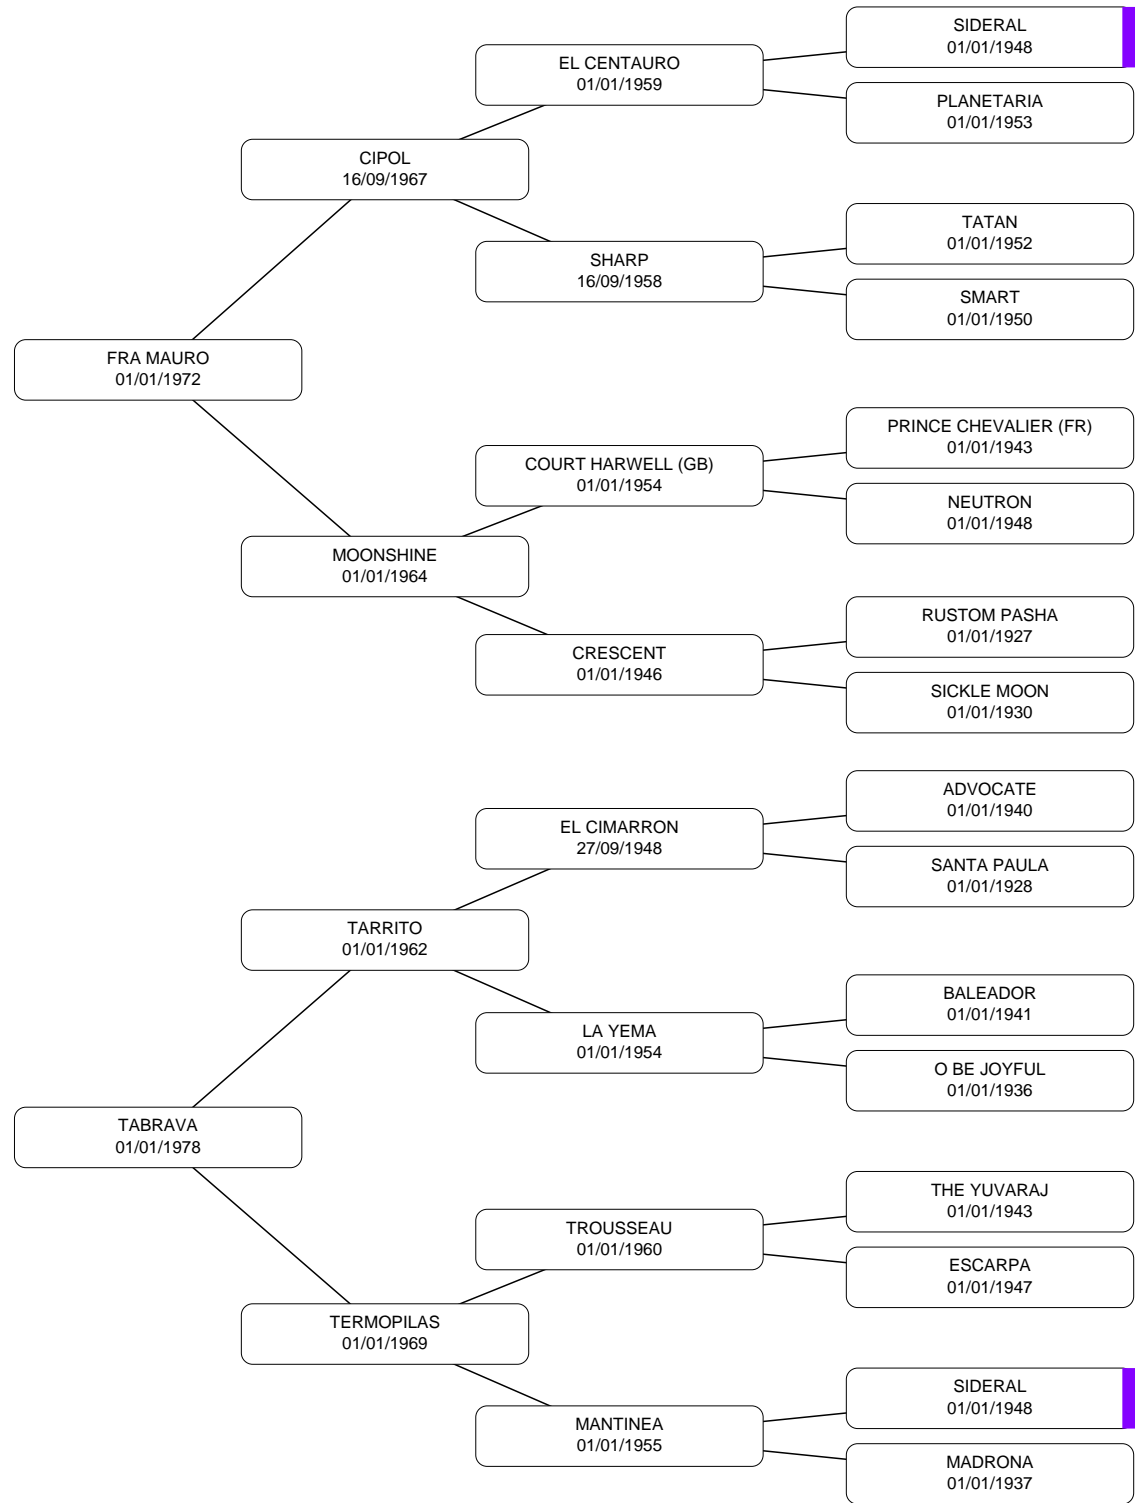 SIDERAL
01/01/1948
EL CENTAURO
01/01/1959
PLANETARIA
01/01/1953
CIPOL
16/09/1967
TATAN
01/01/1952
SHARP
16/09/1958
SMART
01/01/1950
FRA MAURO
01/01/1972
PRINCE CHEVALIER (FR)
01/01/1943
COURT HARWELL (GB)
01/01/1954
NEUTRON
01/01/1948
MOONSHINE
01/01/1964
RUSTOM PASHA
01/01/1927
CRESCENT
01/01/1946
SICKLE MOON
01/01/1930
ADVOCATE
01/01/1940
EL CIMARRON
27/09/1948
SANTA PAULA
01/01/1928
TARRITO
01/01/1962
BALEADOR
01/01/1941
LA YEMA
01/01/1954
O BE JOYFUL
01/01/1936
TABRAVA
01/01/1978
THE YUVARAJ
01/01/1943
TROUSSEAU
01/01/1960
ESCARPA
01/01/1947
TERMOPILAS
01/01/1969
SIDERAL
01/01/1948
MANTINEA
01/01/1955
MADRONA
01/01/1937